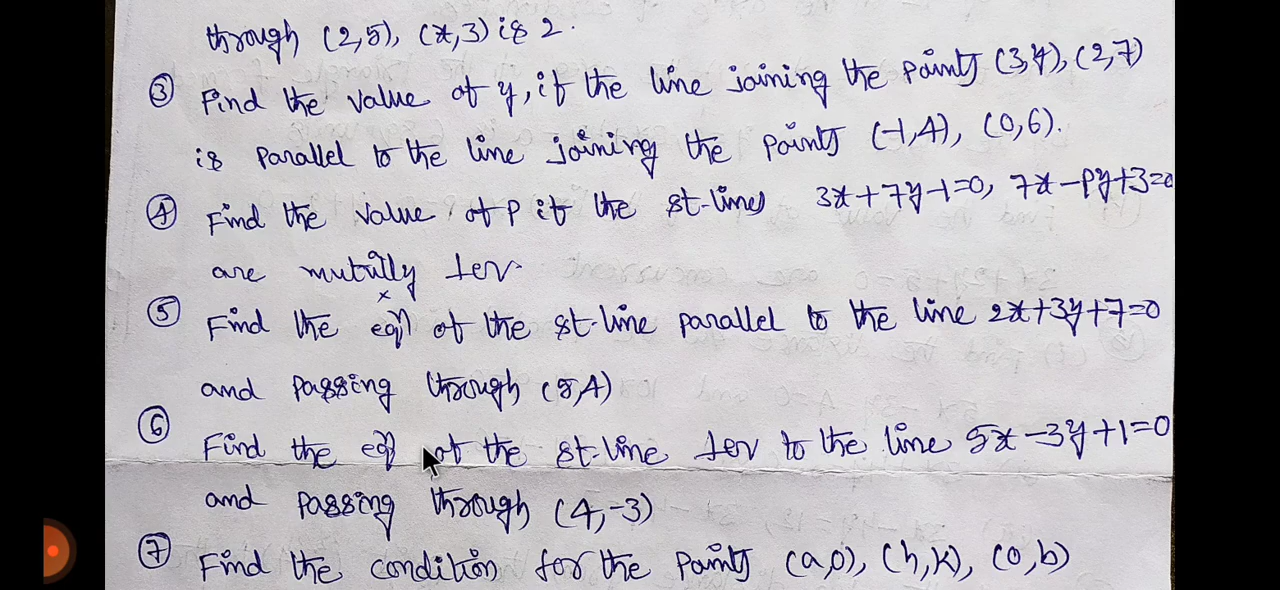 through (2,5), (x,3) is 2.
③ Find the value of y, if the line joining the points (3,y), (2,7)
is parallel to the line joining the points (-1,4), (0,6).
④ Find the value of P if the st-lines 3x+7y-1=0, 7x-Py+3=0
are mutully ⊥er
⑤ Find the eqn of the st-line parallel to the line 2x+3y+7=0
x
and passing through (5,4)
⑥ Find the eqn of the st-line ⊥er to the line 5x-3y+1=0
and passing through (4,-3)
⑦ Find the condition for the points (a,0), (h,k), (0,b)